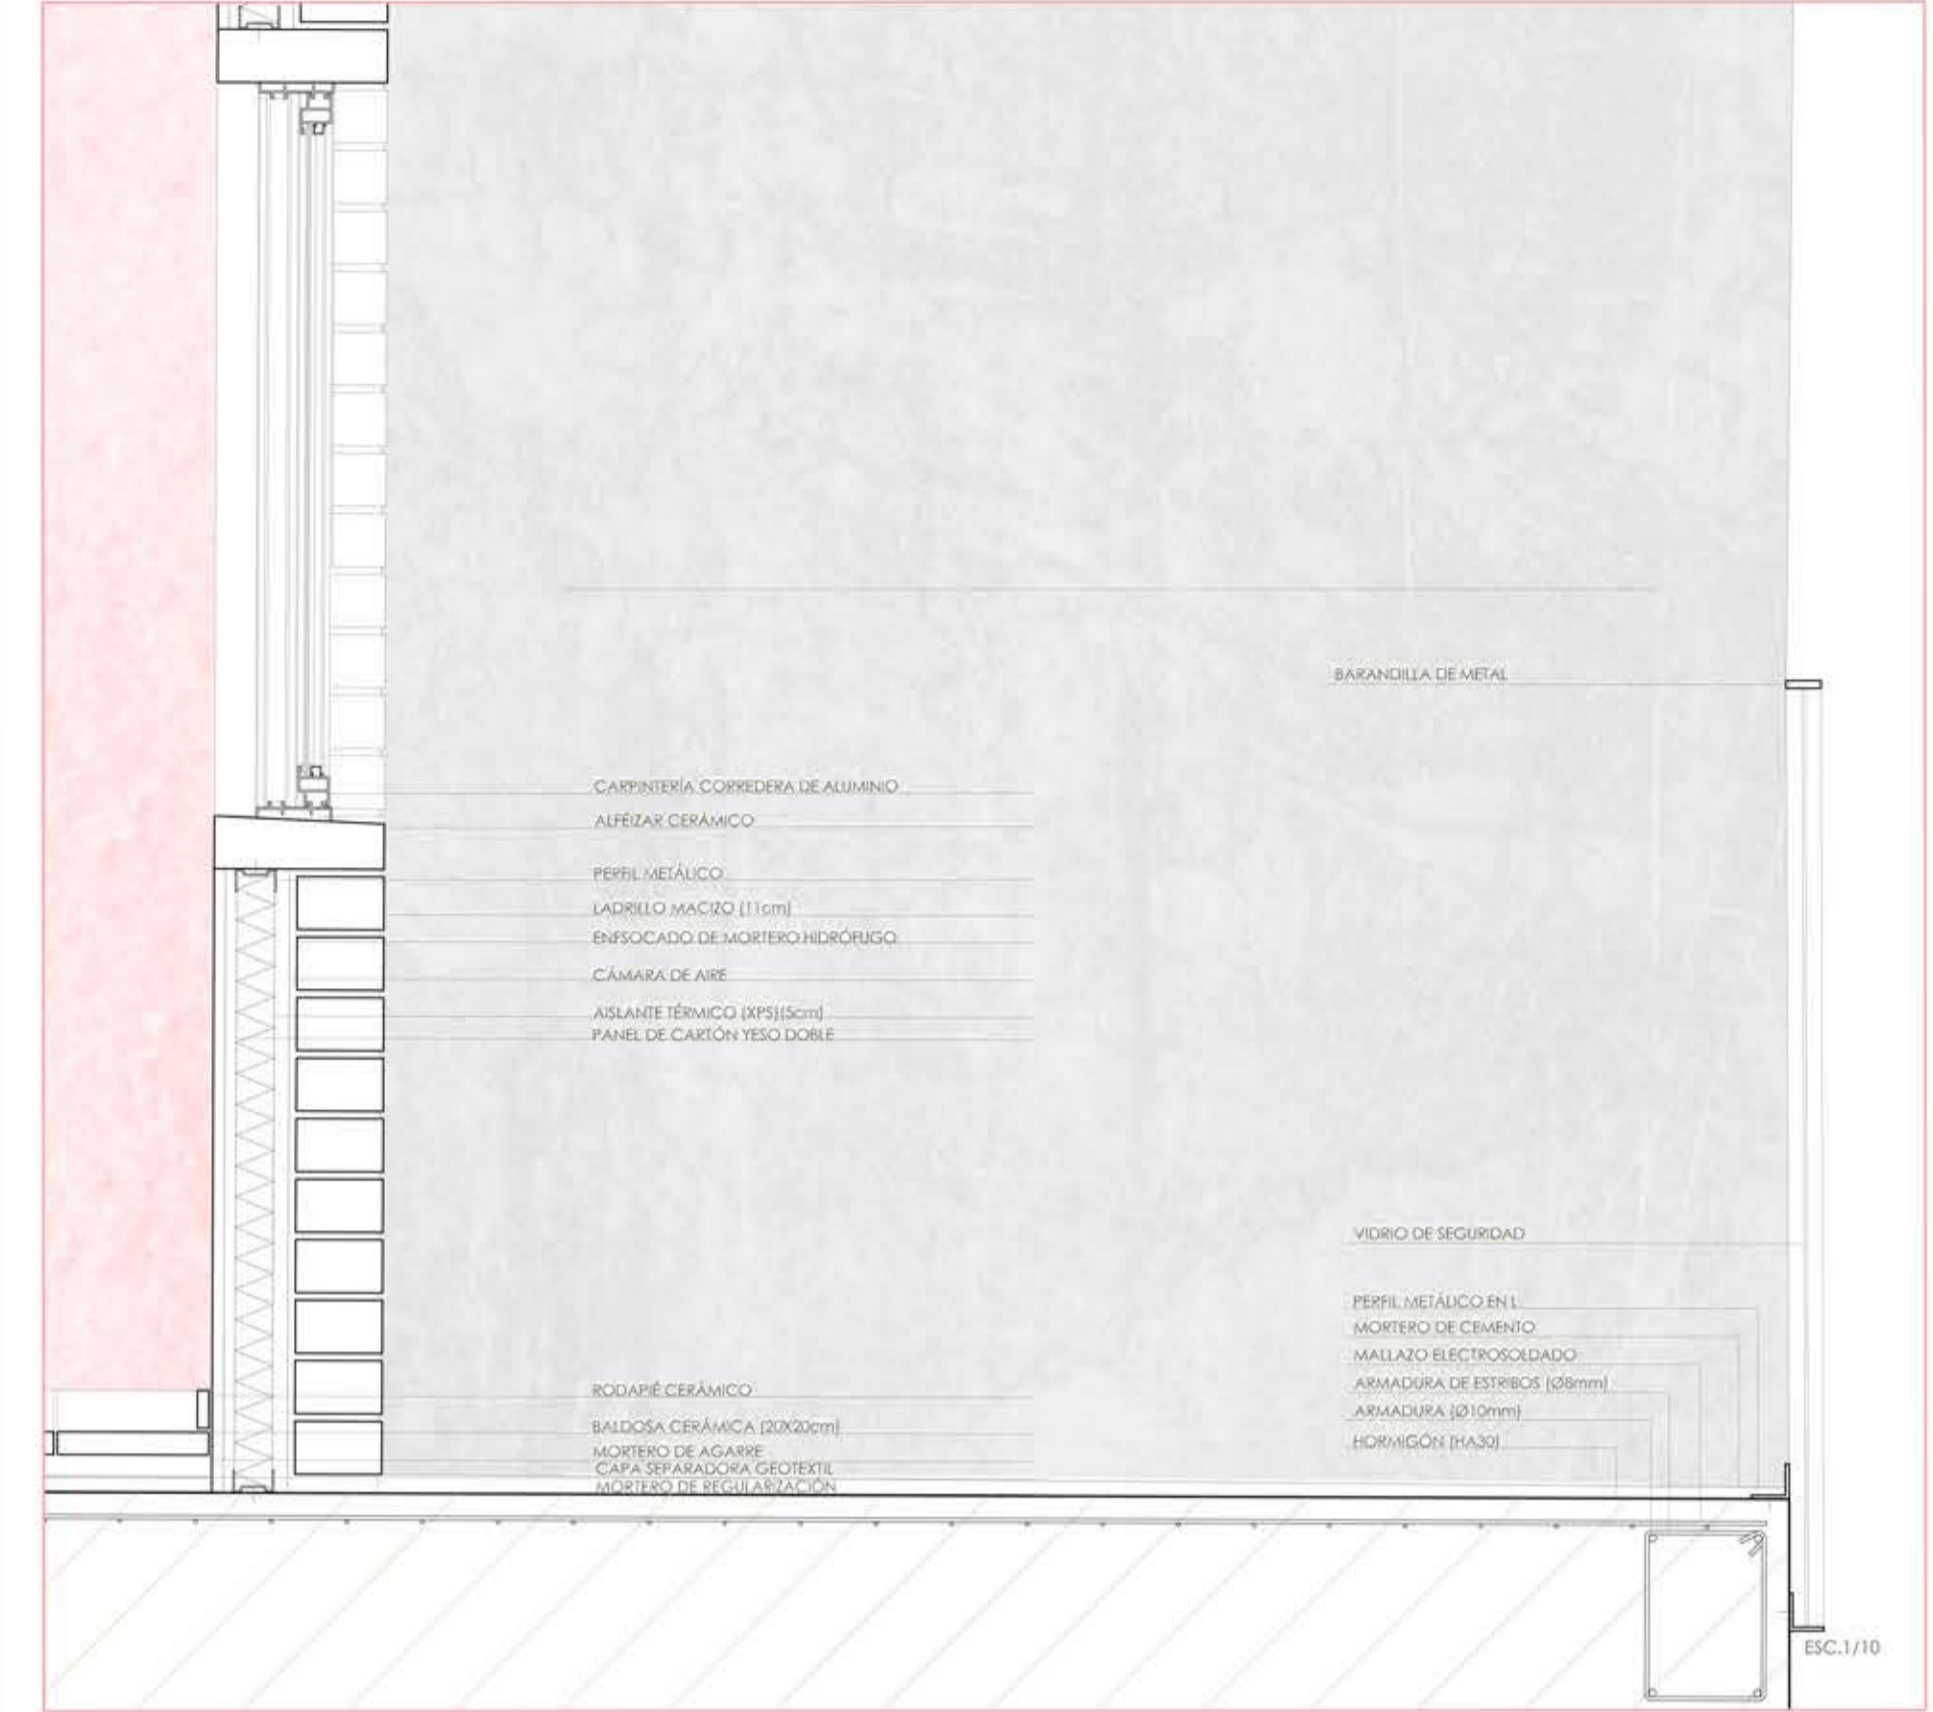 BARANDILLA DE METAL
CARPINTERÍA CORREDERA DE ALUMINIO
ALFÉIZAR CERÁMICO
PERFIL METÁLICO
LADRILLO MACIZO (11cm)
ENFSOCADO DE MORTERO HIDRÓFUGO
CÁMARA DE AIRE
AISLANTE TÉRMICO (XPS)(5cm)
PANEL DE CARTÓN YESO DOBLE
VIDRIO DE SEGURIDAD
PERFIL METÁLICO EN L
MORTERO DE CEMENTO
MALLAZO ELECTROSOLDADO
ARMADURA DE ESTRIBOS (Ø8mm)
ARMADURA (Ø10mm)
HORMIGÓN (HA30)
RODAPIÉ CERÁMICO
BALDOSA CERÁMICA (20X20cm)
MORTERO DE AGARRE
CAPA SEPARADORA GEOTEXTIL
MORTERO DE REGULARIZACIÓN
ESC.1/10